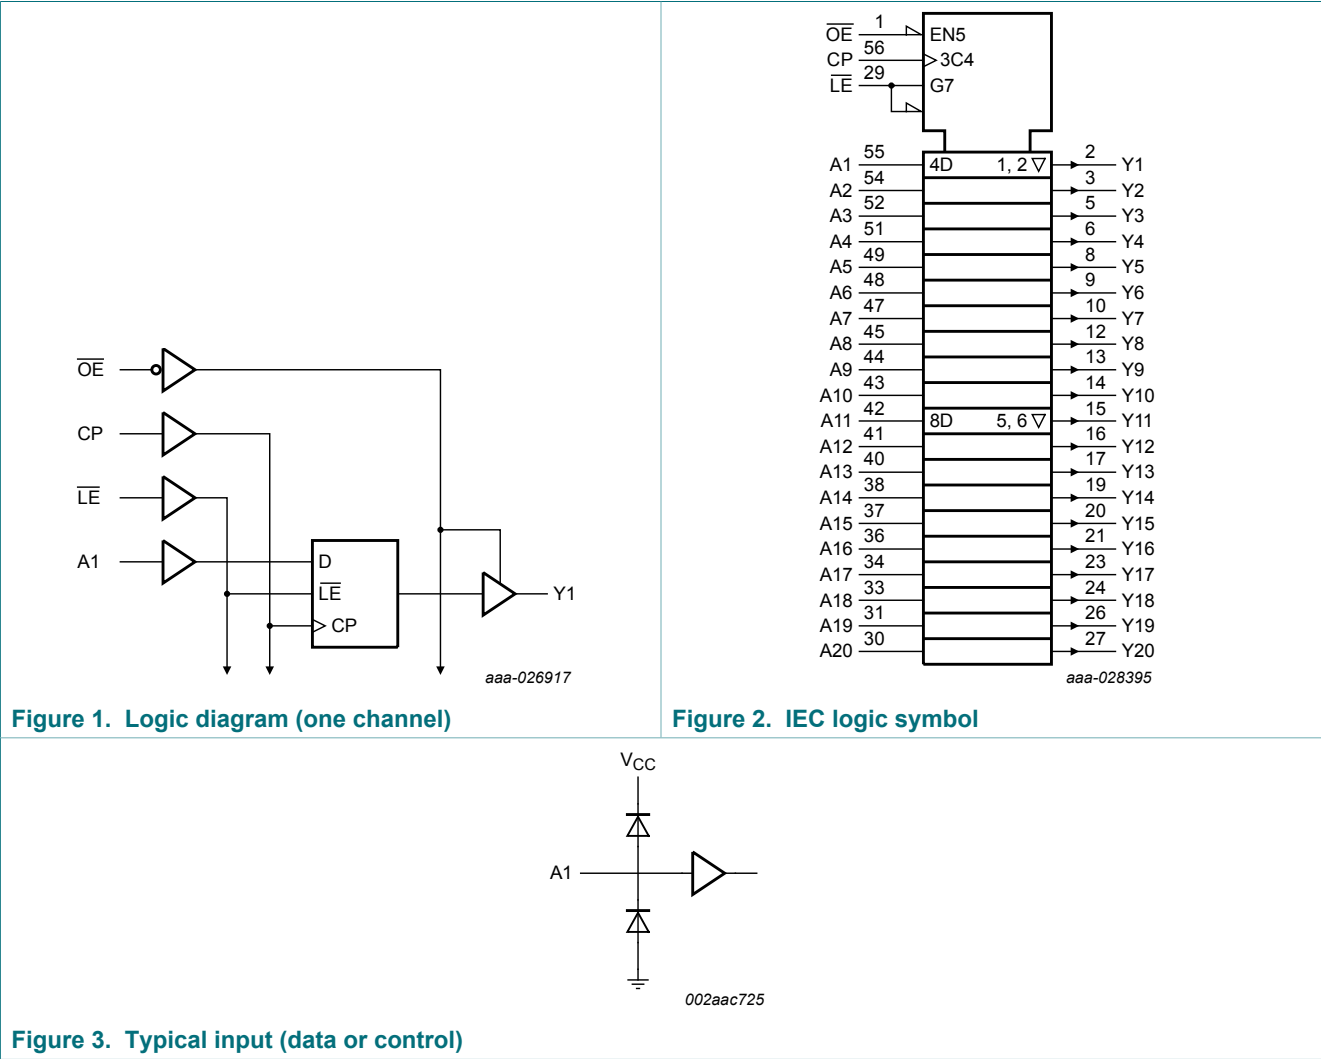 OE
CP
LE
A1
D
LE
CP
Y1
aaa-026917
Figure 1. Logic diagram (one channel)
OE 1 EN5
CP 56 3C4
LE 29 G7
A1 55 4D 1, 2 ▽ 2 Y1
A2 54 3 Y2
A3 52 5 Y3
A4 51 6 Y4
A5 49 8 Y5
A6 48 9 Y6
A7 47 10 Y7
A8 45 12 Y8
A9 44 13 Y9
A10 43 14 Y10
A11 42 8D 5, 6 ▽ 15 Y11
A12 41 16 Y12
A13 40 17 Y13
A14 38 19 Y14
A15 37 20 Y15
A16 36 21 Y16
A17 34 23 Y17
A18 33 24 Y18
A19 31 26 Y19
A20 30 27 Y20
aaa-028395
Figure 2. IEC logic symbol
VCC
A1
002aac725
Figure 3. Typical input (data or control)